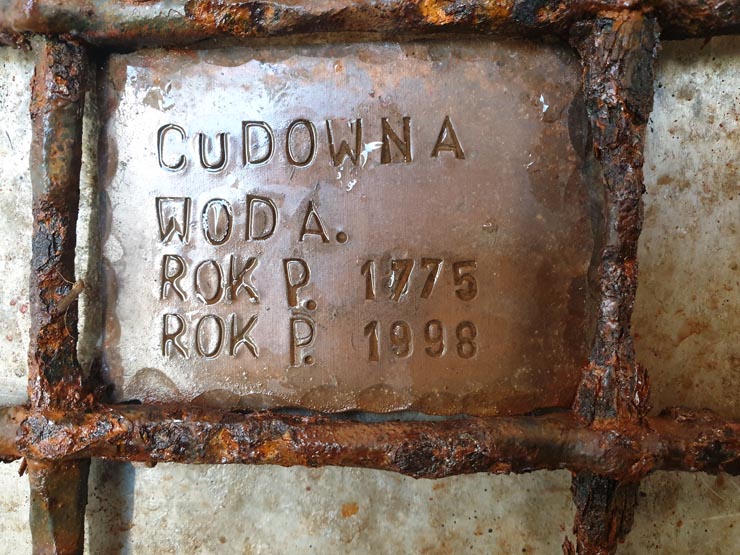 CuDOWNA
WODA.
ROK P. 1775
ROK P. 1998